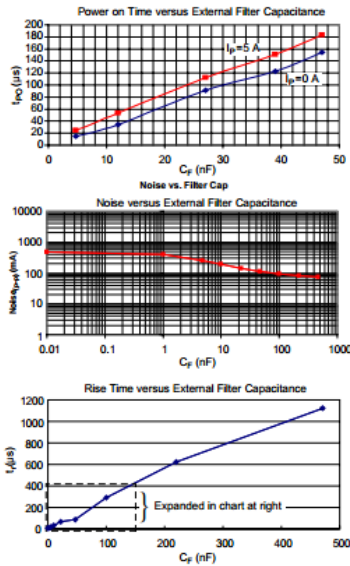 Power on Time versus External Filter Capacitance
200
180
160
140
120
100
80
60
40
20
0
tPO (µs)
IP=5 A
IP=0 A
0 10 20 30 40 50
CF (nF)
Noise vs. Filter Cap
Noise versus External Filter Capacitance
10000
1000
100
10
1
Noise(p-p) (mA)
0.01 0.1 1 10 100 1000
CF (nF)
Rise Time versus External Filter Capacitance
1200
1000
800
600
400
200
0
tr(µs)
Expanded in chart at right
0 100 200 300 400 500
CF (nF)